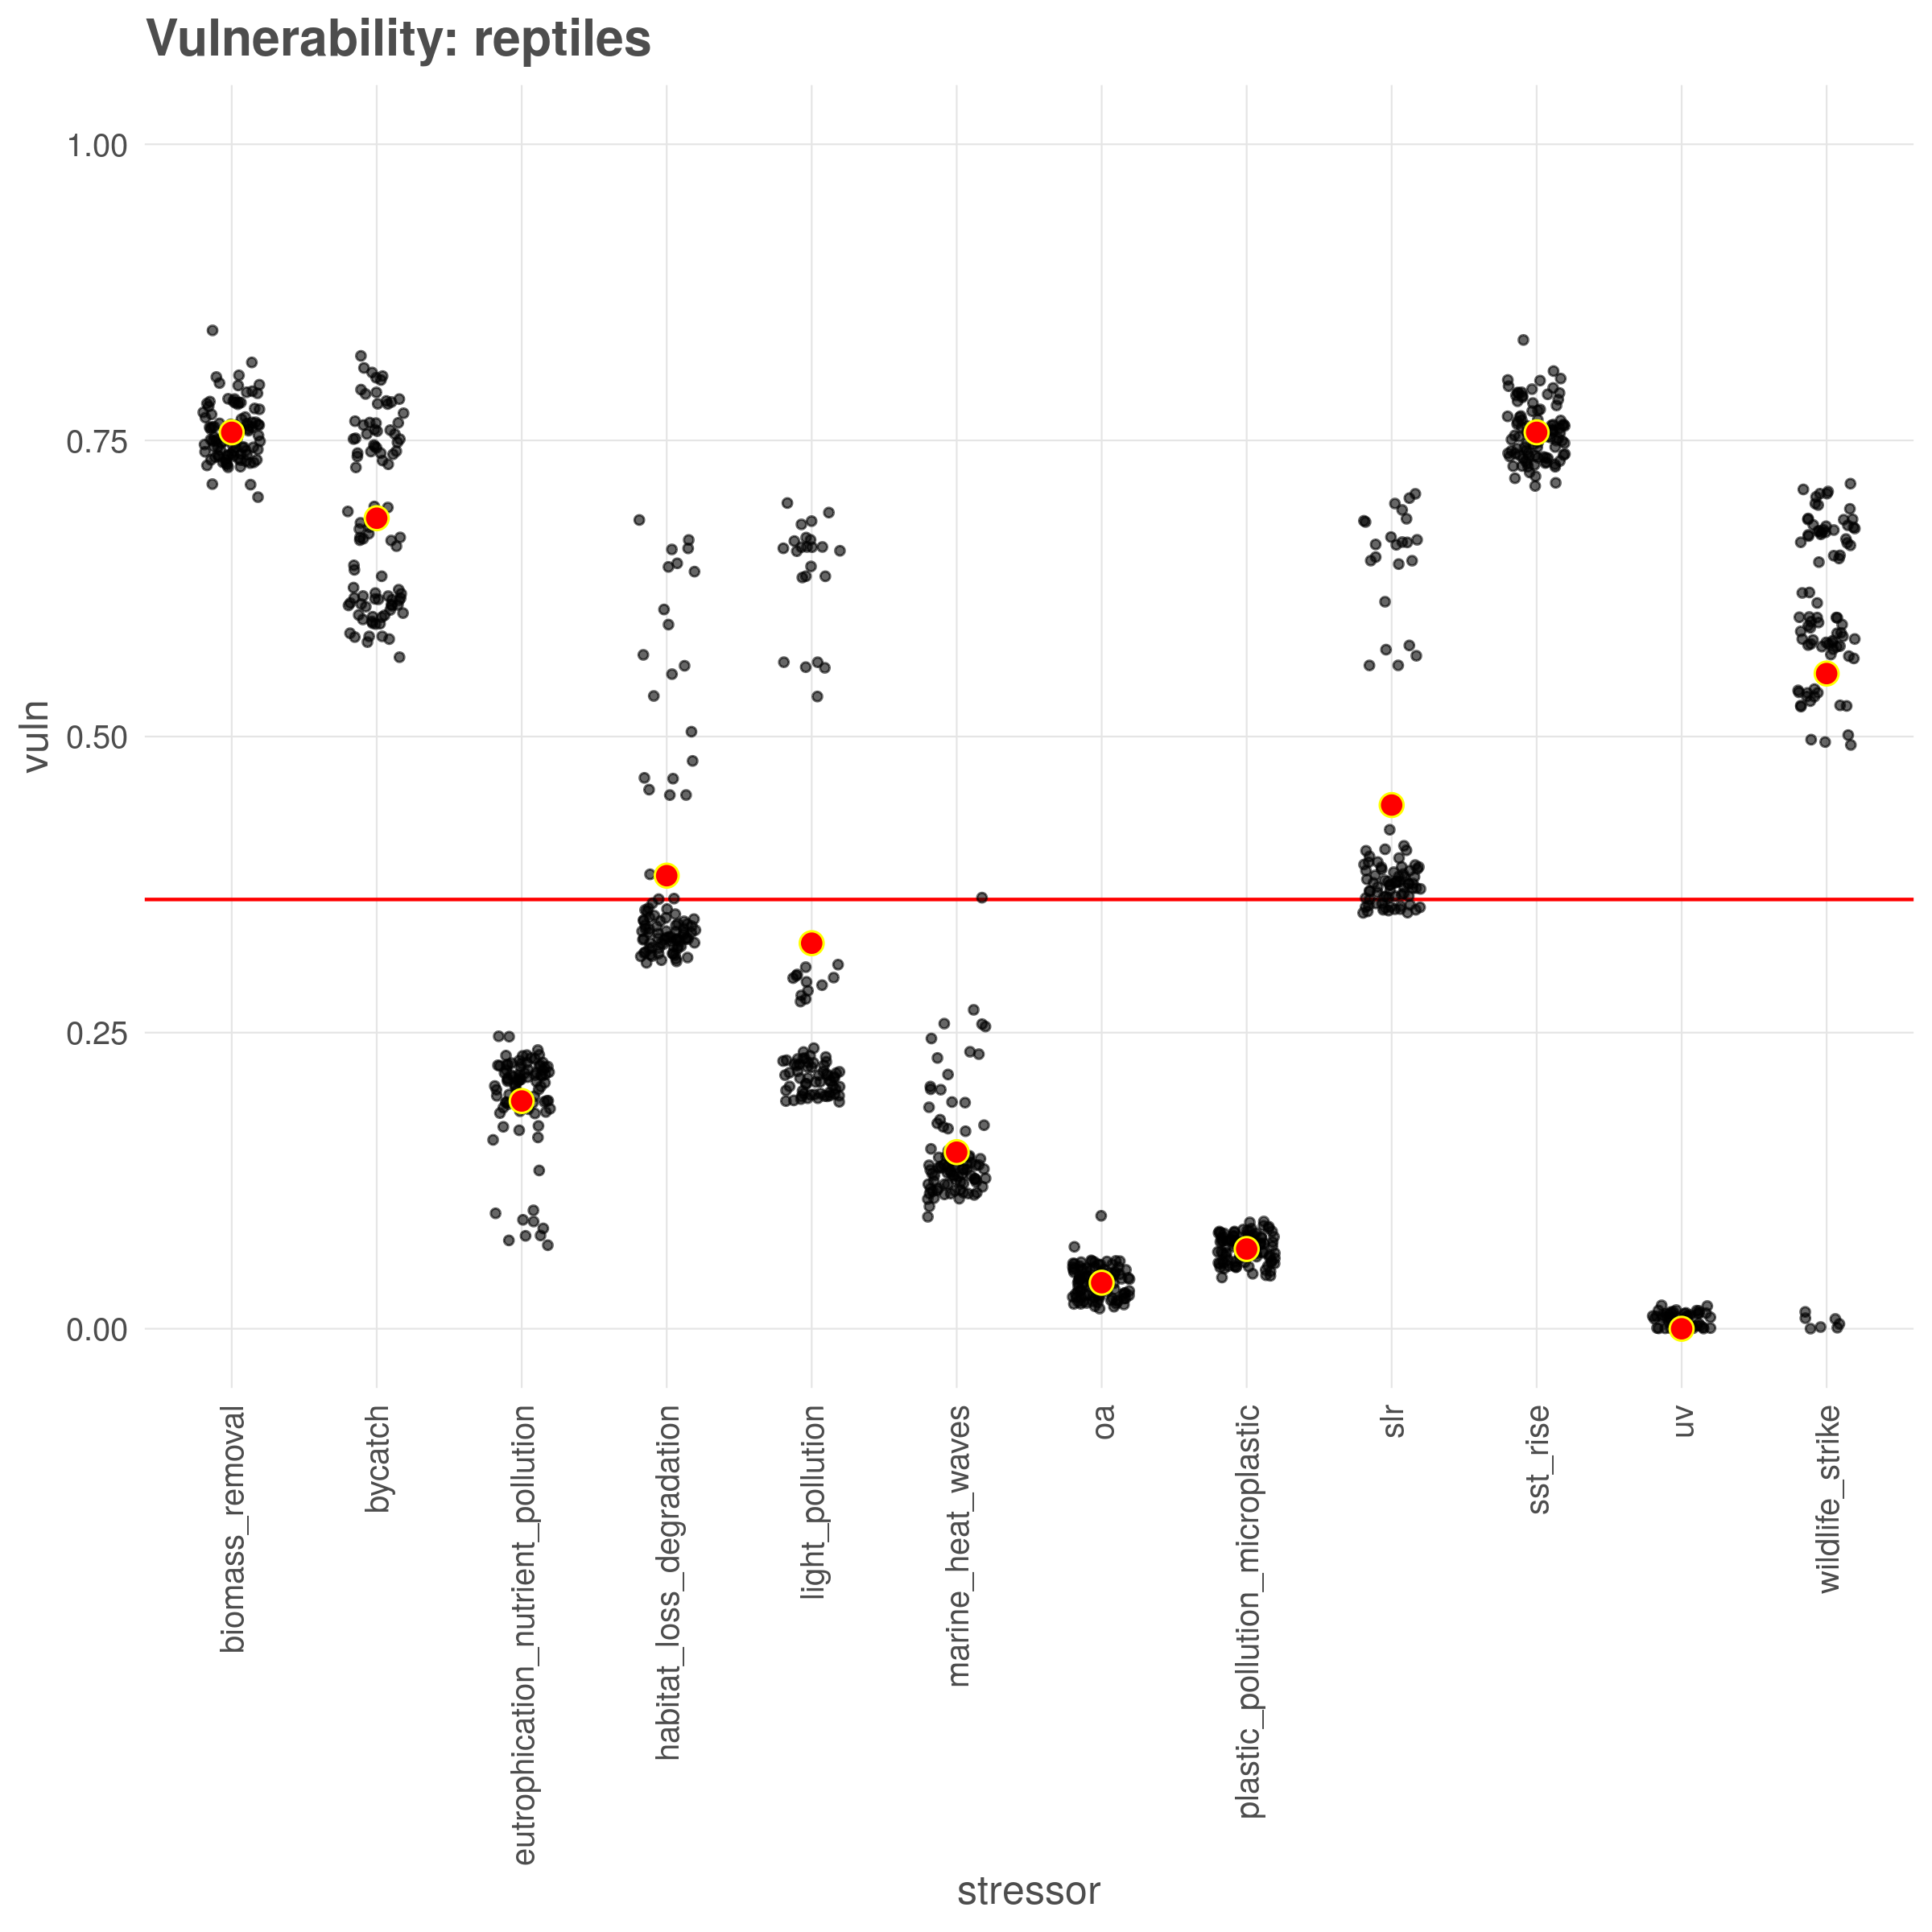 Vulnerability: reptiles
vuln
1.00
0.75
0.50
0.25
0.00
biomass_removal
bycatch
eutrophication_nutrient_pollution
habitat_loss_degradation
light_pollution
marine_heat_waves
oa
plastic_pollution_microplastic
slr
sst_rise
uv
wildlife_strike
stressor